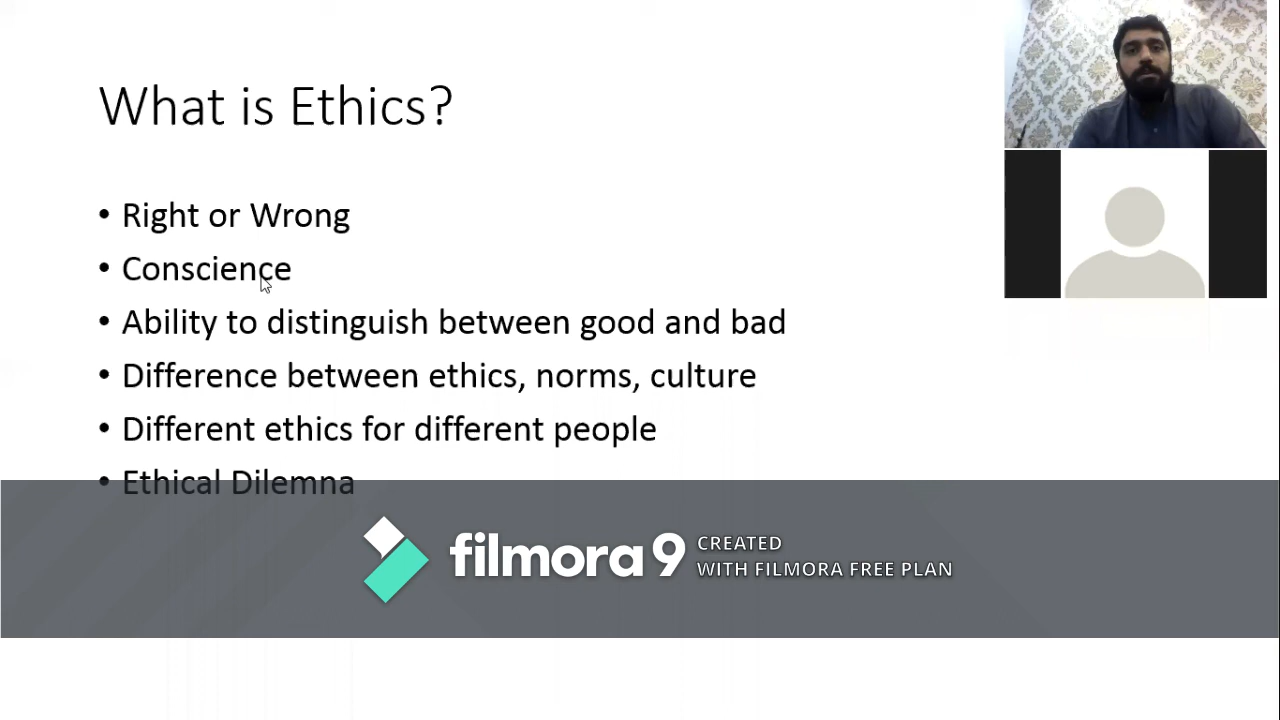 What is Ethics?
• Right or Wrong
• Conscience
• Ability to distinguish between good and bad
• Difference between ethics, norms, culture
• Different ethics for different people
• Ethical Dilemna
filmora 9
CREATED
WITH FILMORA FREE PLAN